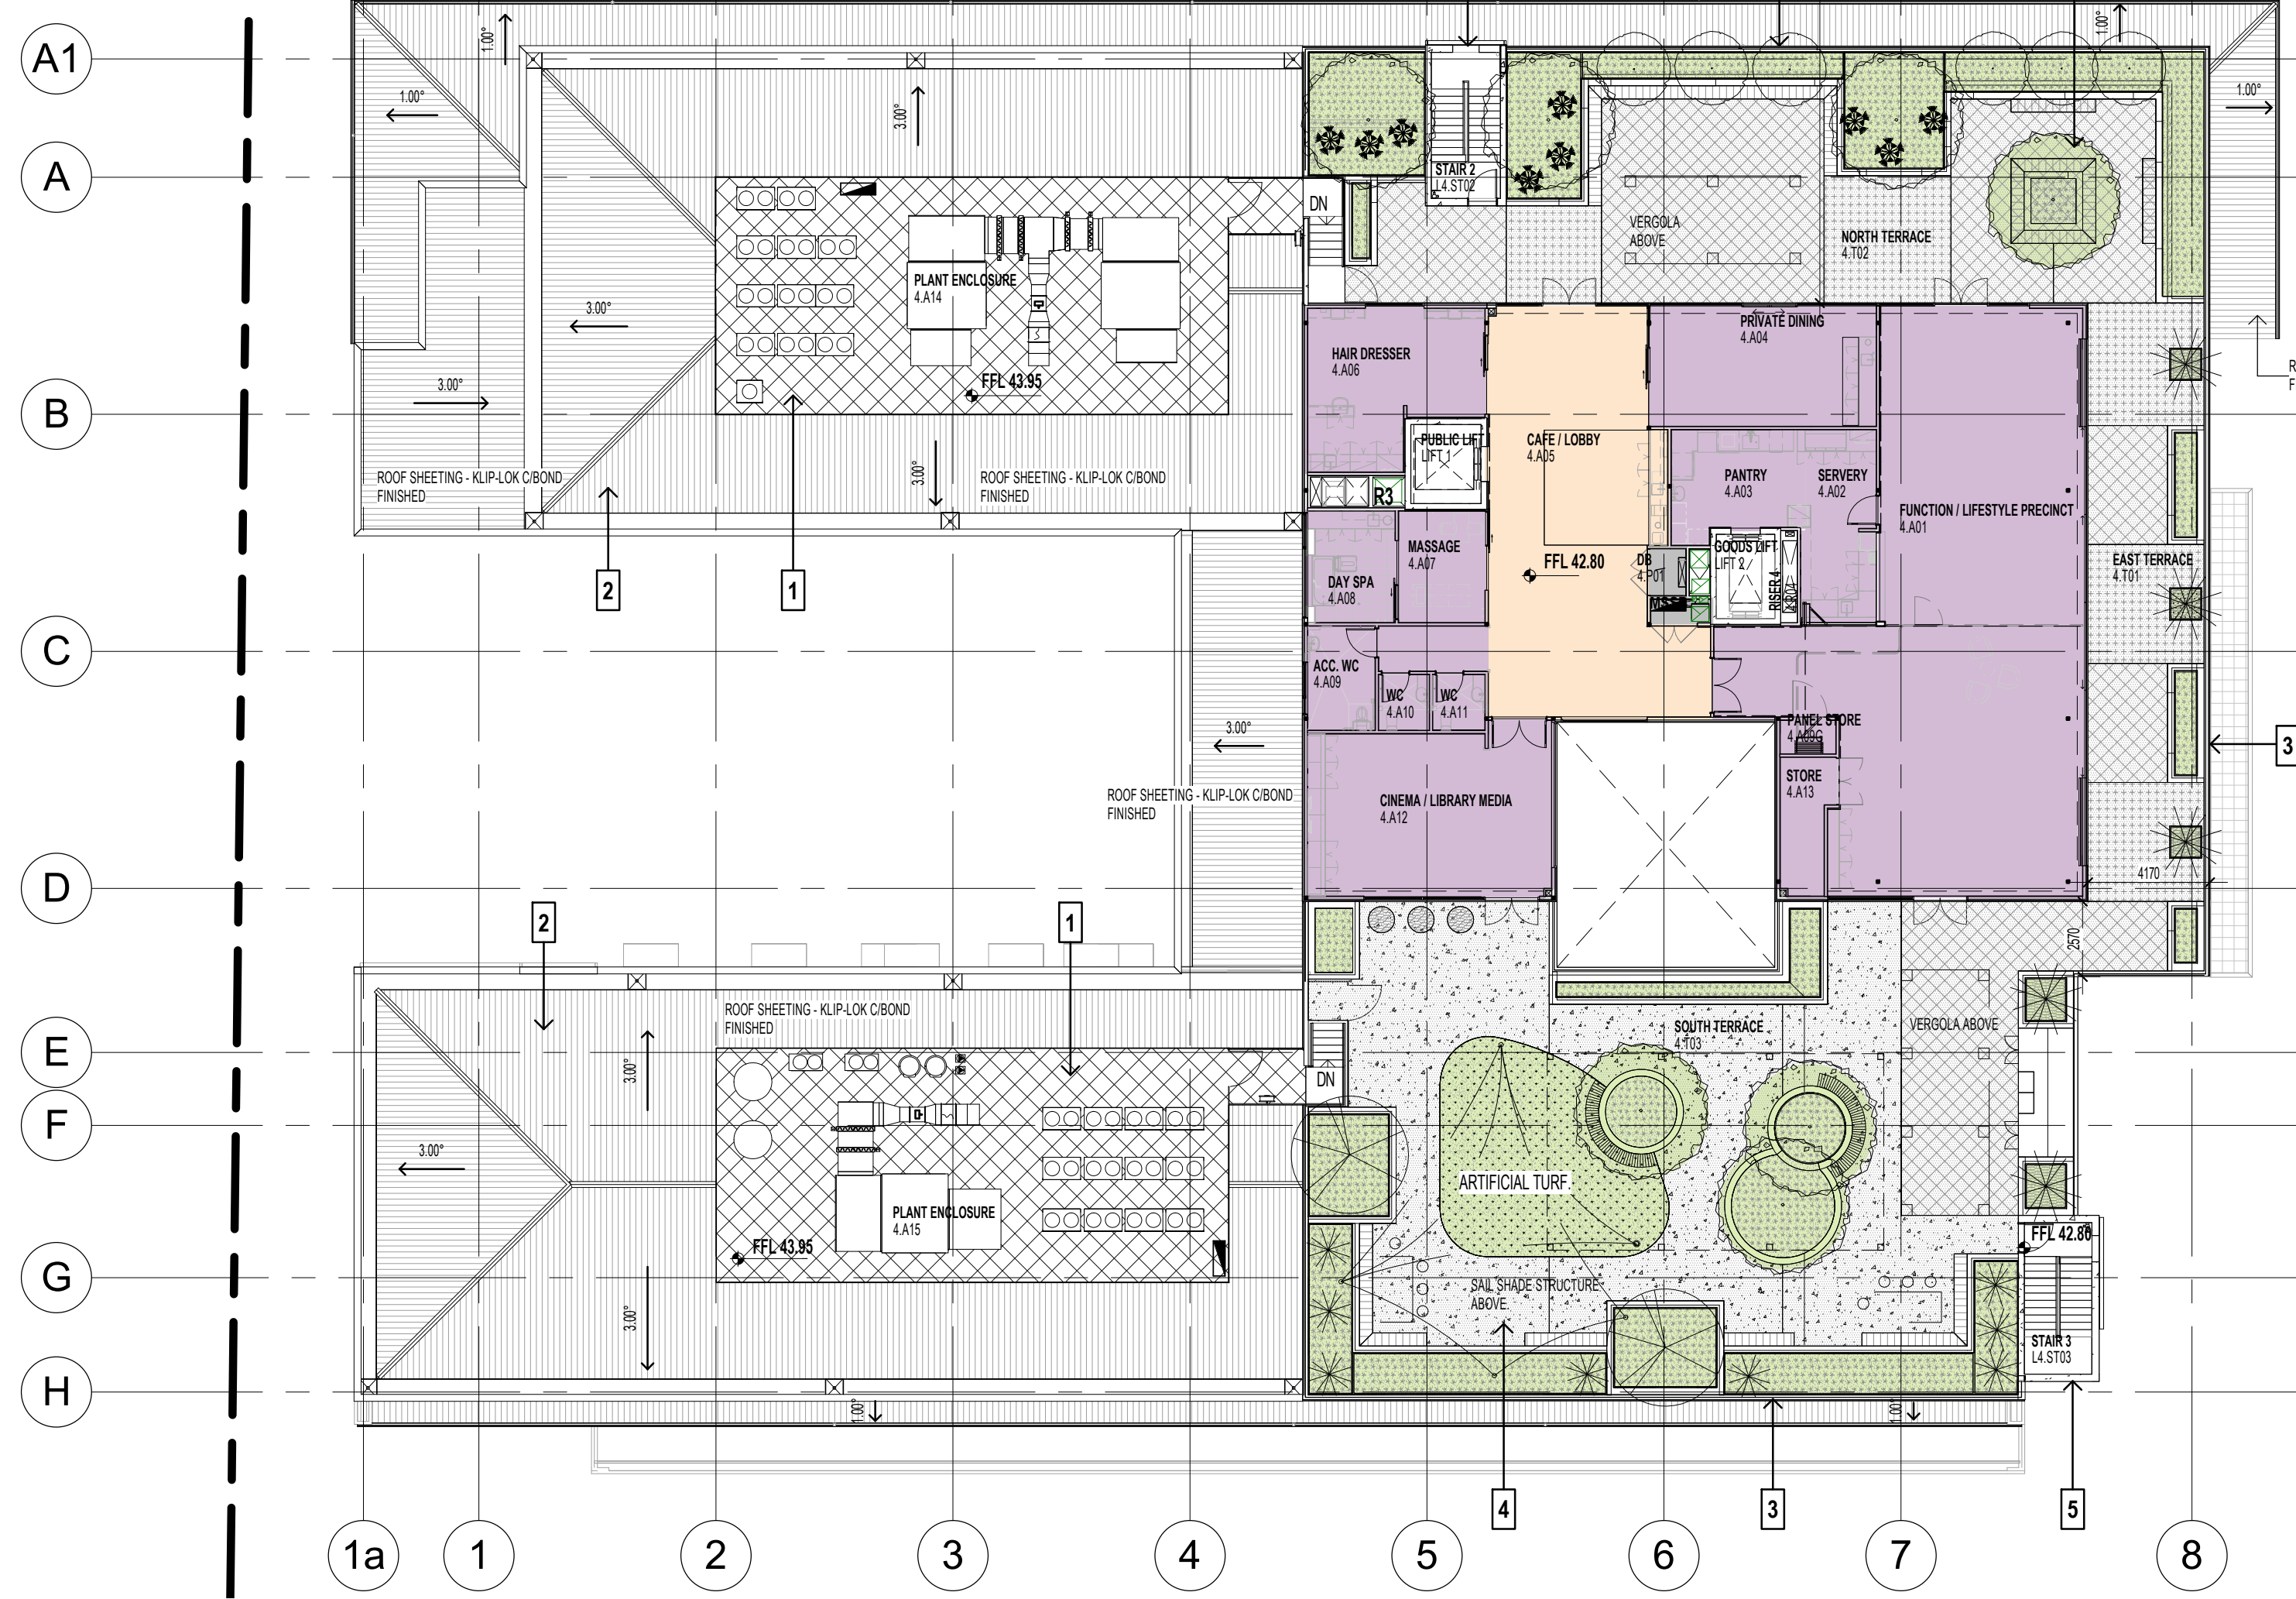 A1
A
B
C
D
E
F
G
H
1a
1
2
3
4
5
6
7
8
1.00°
1.00°
1.00°
1.00°
3.00°
3.00°
3.00°
3.00°
STAIR 2
L4.ST02
DN
VERGOLA
ABOVE
NORTH TERRACE
4.T02
PLANT ENCLOSURE
4.A14
FFL 43.95
ROOF SHEETING - KLIP-LOK C/BOND
FINISHED
ROOF SHEETING - KLIP-LOK C/BOND
FINISHED
2
1
HAIR DRESSER
4.A06
PRIVATE DINING
4.A04
PUBLIC LIFT
LIFT 1
CAFE / LOBBY
4.A05
PANTRY
4.A03
SERVERY
4.A02
FUNCTION / LIFESTYLE PRECINCT
4.A01
R3
MASSAGE
4.A07
DAY SPA
4.A08
FFL 42.80
DB
4.P01
GOODS LIFT
LIFT 2
RISER 4
EAST TERRACE
4.T01
R
F
ACC. WC
4.A09
WC
4.A10
WC
4.A11
PANEL STORE
4.A09G
STORE
4.A13
CINEMA / LIBRARY MEDIA
4.A12
3.00°
ROOF SHEETING - KLIP-LOK C/BOND
FINISHED
3
4170
2570
2
1
ROOF SHEETING - KLIP-LOK C/BOND
FINISHED
3.00°
3.00°
3.00°
PLANT ENCLOSURE
4.A15
FFL 43.95
DN
SOUTH TERRACE
4.T03
VERGOLA ABOVE
ARTIFICIAL TURF
SAIL SHADE STRUCTURE
ABOVE
FFL 42.80
STAIR 3
L4.ST03
1.00°
1.00°
4
3
5